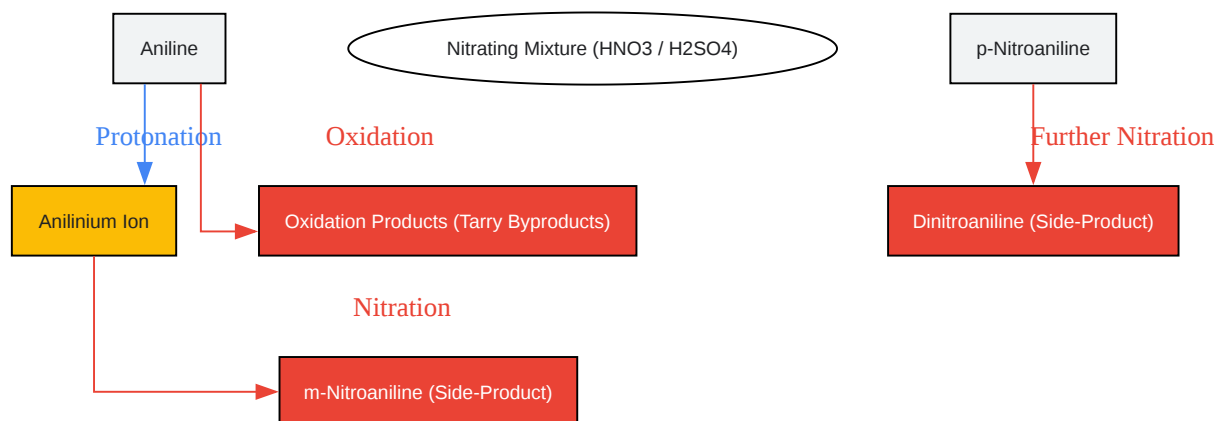 Aniline
Nitrating Mixture (HNO3 / H2SO4)
p-Nitroaniline
Protonation
Oxidation
Further Nitration
Anilinium Ion
Oxidation Products (Tarry Byproducts)
Dinitroaniline (Side-Product)
Nitration
m-Nitroaniline (Side-Product)